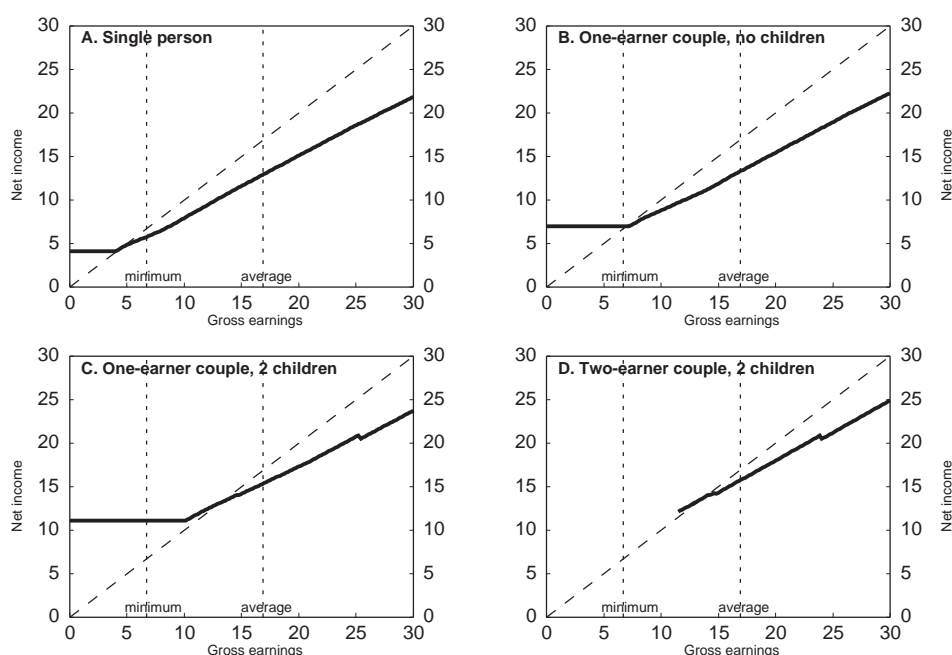 A. Single person
30
25
20
15
10
5
0
Net income
30
25
20
15
10
5
0
minimum
average
0 5 10 15 20 25 30
Gross earnings
B. One-earner couple, no children
30
25
20
15
10
5
0
30
25
20
15
10
5
0
Net income
minimum
average
0 5 10 15 20 25 30
Gross earnings
C. One-earner couple, 2 children
30
25
20
15
10
5
0
Net income
30
25
20
15
10
5
0
minimum
average
0 5 10 15 20 25 30
Gross earnings
D. Two-earner couple, 2 children
30
25
20
15
10
5
0
30
25
20
15
10
5
0
Net income
minimum
average
0 5 10 15 20 25 30
Gross earnings